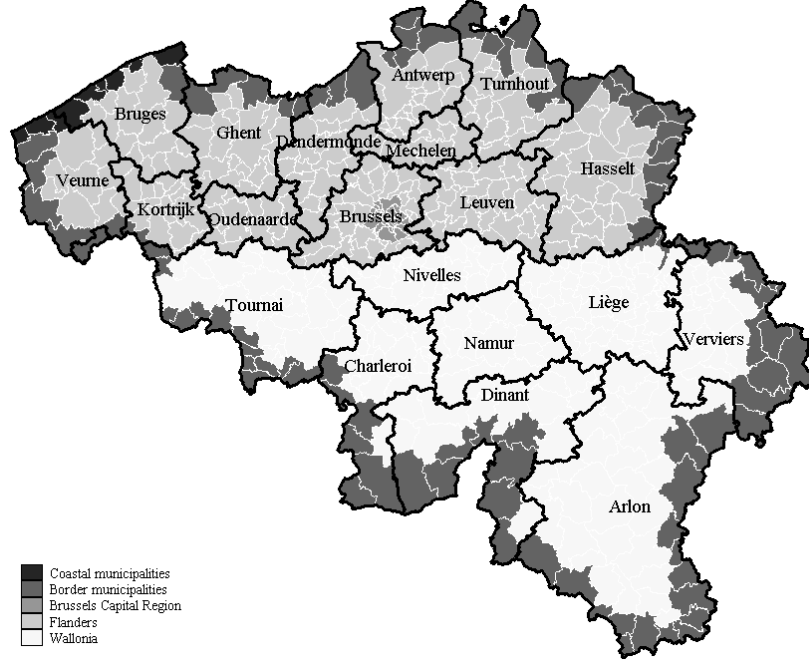 Antwerp
Turnhout
Bruges
Ghent
Dendermonde
Mechelen
Hasselt
Veurne
Kortrijk
Oudenaarde
Brussels
Leuven
Nivelles
Tournai
Liège
Verviers
Namur
Charleroi
Dinant
Arlon
Coastal municipalities
Border municipalities
Brussels Capital Region
Flanders
Wallonia